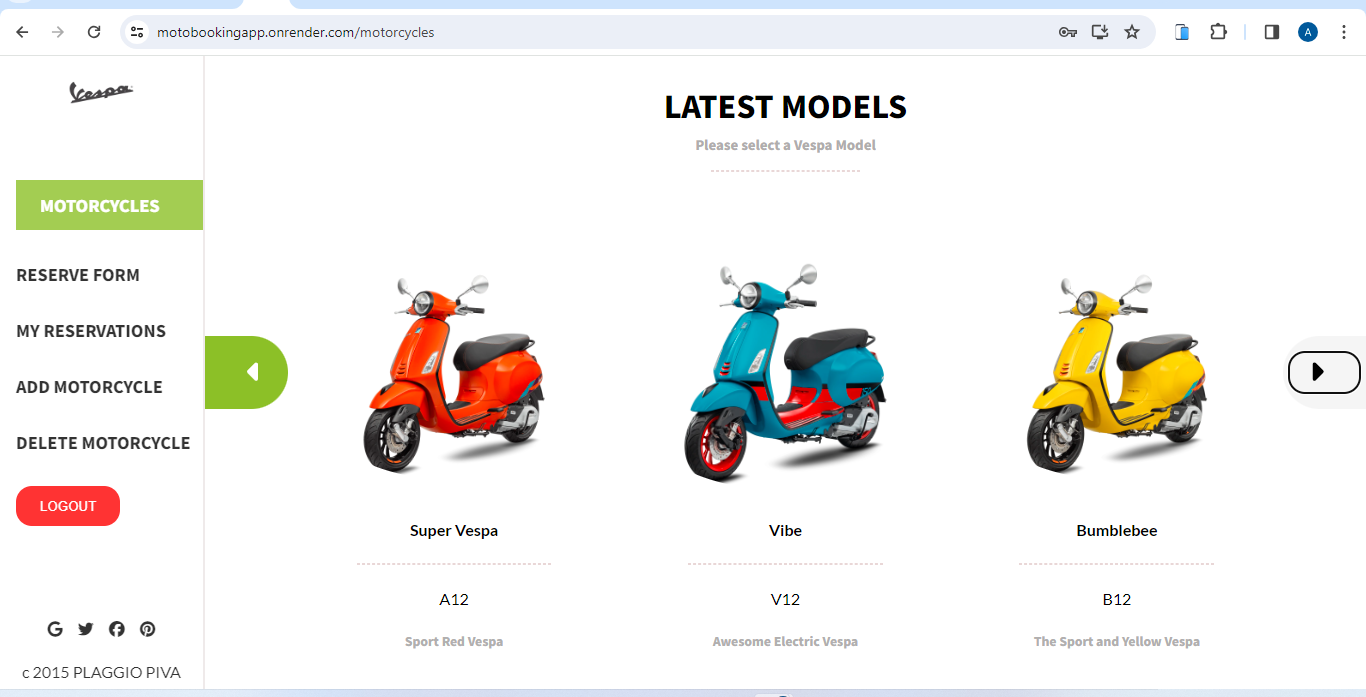 motobookingapp.onrender.com/motorcycles
A
Vespa
MOTORCYCLES
RESERVE FORM
MY RESERVATIONS
ADD MOTORCYCLE
DELETE MOTORCYCLE
LOGOUT
c 2015 PLAGGIO PIVA
LATEST MODELS
Please select a Vespa Model
Super Vespa
A12
Sport Red Vespa
Vibe
V12
Awesome Electric Vespa
Bumblebee
B12
The Sport and Yellow Vespa